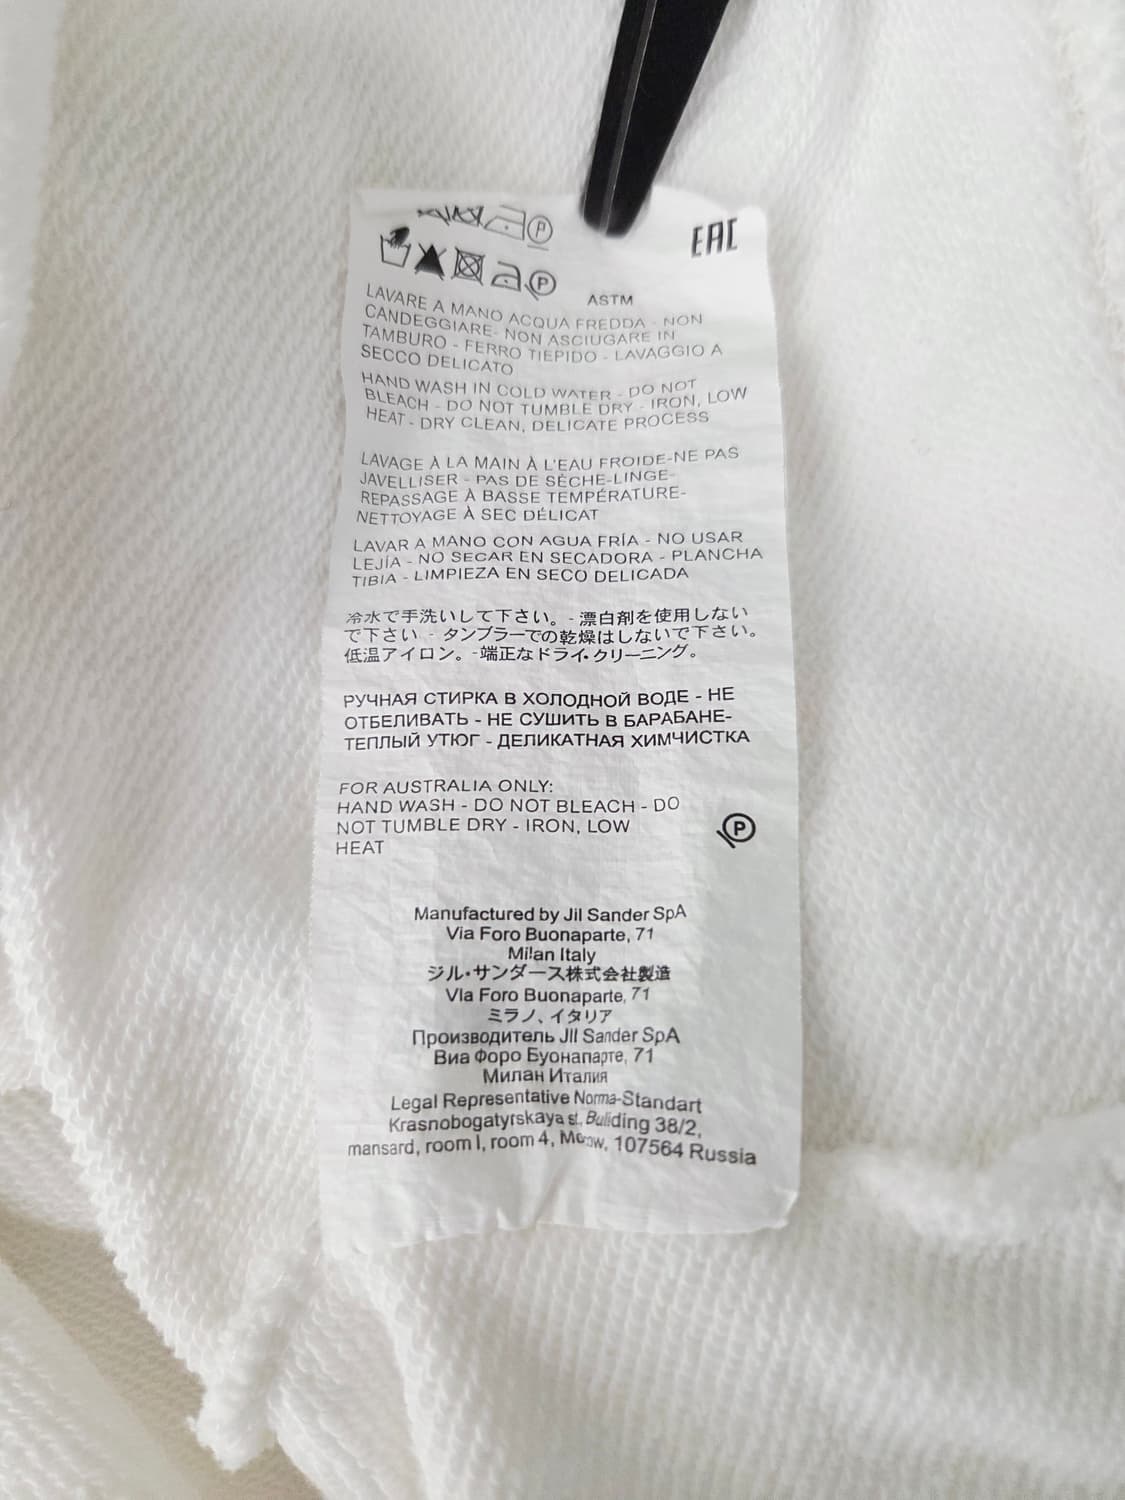 P
EAC
P
ASTM
LAVARE A MANO ACQUA FREDDA - NON
CANDEGGIARE- NON ASCIUGARE IN
TAMBURO - FERRO TIEPIDO - LAVAGGIO A
SECCO DELICATO
HAND WASH IN COLD WATER - DO NOT
BLEACH - DO NOT TUMBLE DRY - IRON, LOW
HEAT - DRY CLEAN, DELICATE PROCESS
LAVAGE À LA MAIN À L'EAU FROIDE-NE PAS
JAVELLISER - PAS DE SÈCHE-LINGE-
REPASSAGE À BASSE TEMPÉRATURE-
NETTOYAGE À SEC DÉLICAT
LAVAR A MANO CON AGUA FRÍA - NO USAR
LEJÍA - NO SECAR EN SECADORA - PLANCHA
TIBIA - LIMPIEZA EN SECO DELICADA
冷水で手洗いして下さい。- 漂白剤を使用しない
で下さい - タンブラーでの乾燥はしないで下さい。
低温アイロン。-端正なドライ・クリーニング。
РУЧНАЯ СТИРКА В ХОЛОДНОЙ ВОДЕ - НЕ
ОТБЕЛИВАТЬ - НЕ СУШИТЬ В БАРАБАНЕ-
ТЕПЛЫЙ УТЮГ - ДЕЛИКАТНАЯ ХИМЧИСТКА
FOR AUSTRALIA ONLY:
HAND WASH - DO NOT BLEACH - DO
NOT TUMBLE DRY - IRON, LOW
HEAT
P
Manufactured by Jil Sander SpA
Via Foro Buonaparte, 71
Milan Italy
ジル・サンダース株式会社製造
Via Foro Buonaparte, 71
ミラノ、イタリア
Производитель Jil Sander SpA
Виа Форо Буонапарте, 71
Милан Италия
Legal Representative Norma-Standart
Krasnobogatyrskaya st. Building 38/2,
mansard, room I, room 4, 107564 Russia